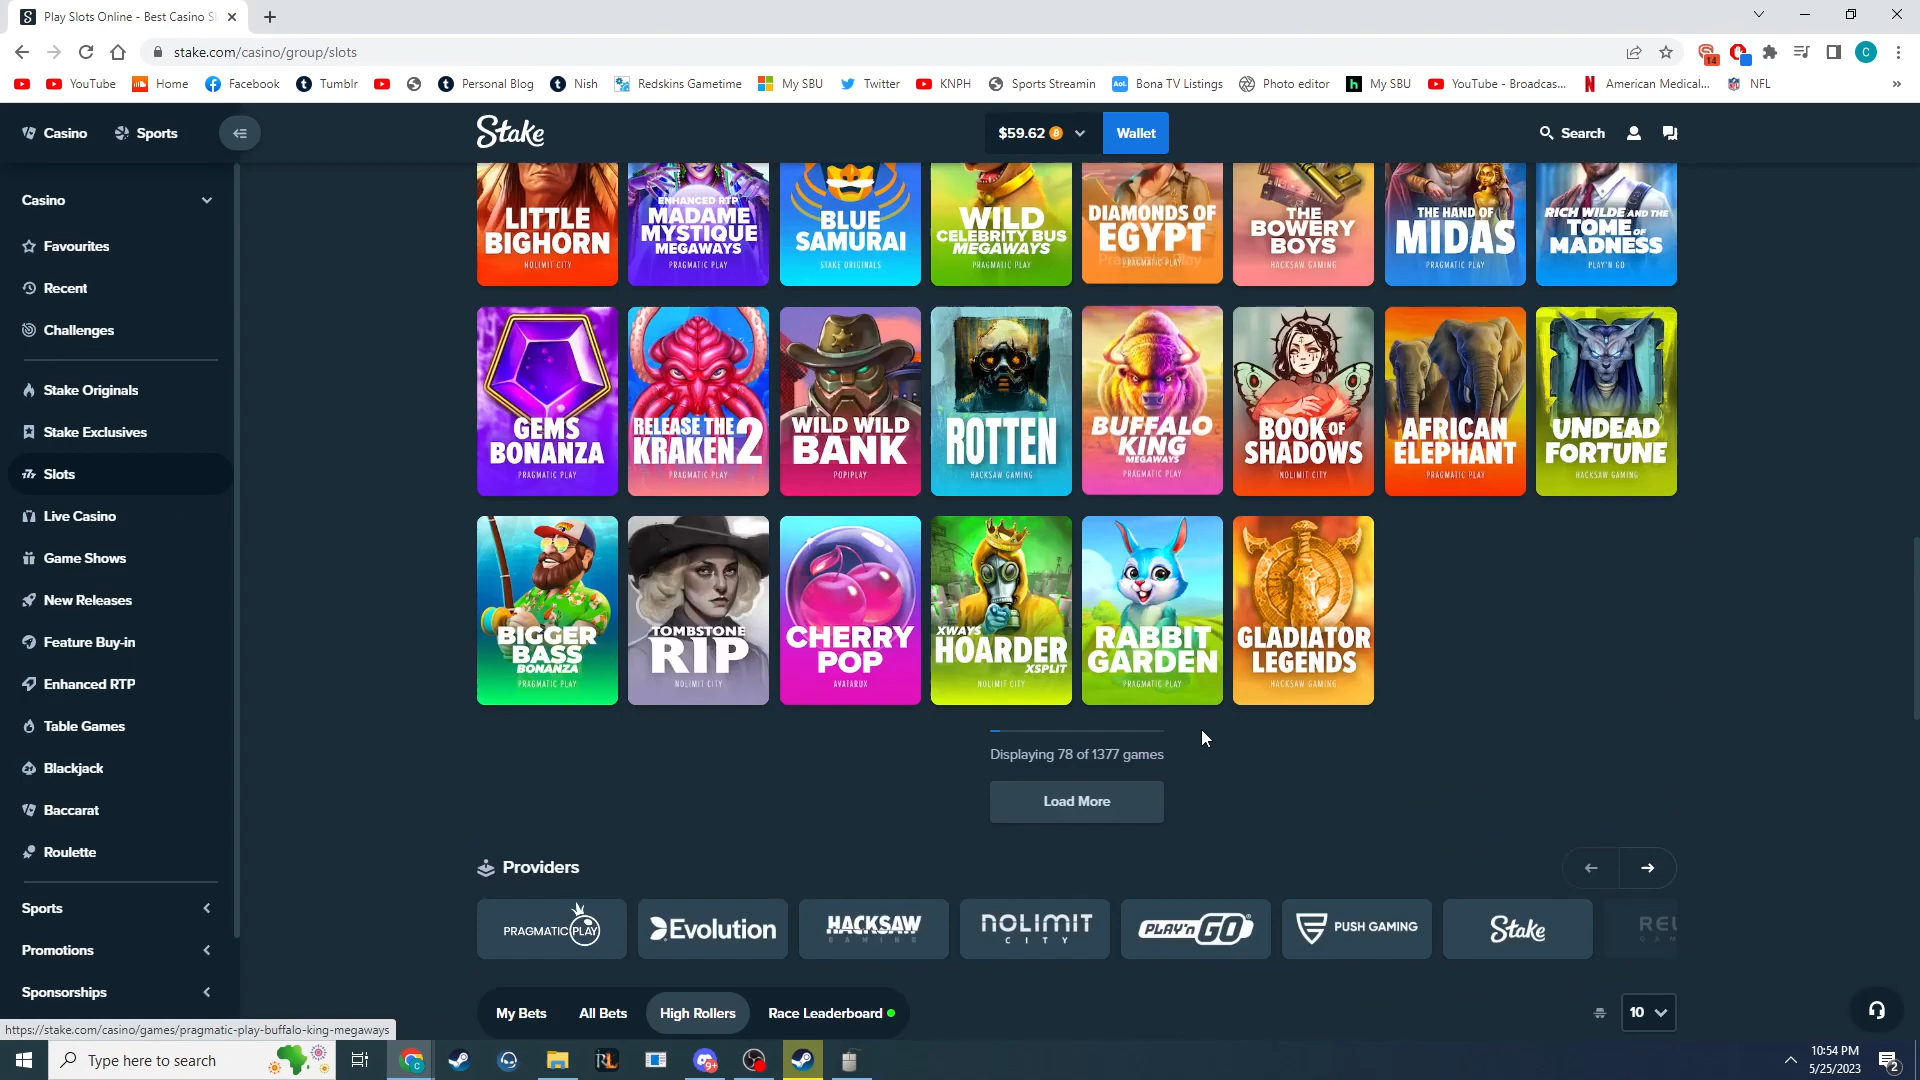 Play Slots Online - Best Casino Sl
stake.com/casino/group/slots
14
C
YouTube
Home
Facebook
Tumblr
Personal Blog
Nish
Redskins Gametime
My SBU
Twitter
KNPH
Sports Streamin
Aol.
Bona TV Listings
Photo editor
My SBU
YouTube - Broadcas...
American Medical...
NFL
Casino
Sports
Stake
$59.62
Wallet
Search
Casino
Favourites
Recent
Challenges
Stake Originals
Stake Exclusives
Slots
Live Casino
Game Shows
New Releases
Feature Buy-in
Enhanced RTP
Table Games
Blackjack
Baccarat
Roulette
Sports
Promotions
Sponsorships
LITTLE
BIGHORN
NOLIMIT CITY
ENHANCED RTP
MADAME
MYSTIQUE
MEGAWAYS
PRAGMATIC PLAY
BLUE
SAMURAI
STAKE ORIGINALS
WILD
CELEBRITY BUS
MEGAWAYS
PRAGMATIC PLAY
DIAMONDS OF
EGYPT
PRAGMATIC PLAY
THE
BOWERY
BOYS
HACKSAW GAMING
THE HAND OF
MIDAS
PRAGMATIC PLAY
RICH WILDE AND THE
TOME OF
MADNESS
PLAY'N GO
GEMS
BONANZA
PRAGMATIC PLAY
RELEASE THE
KRAKEN 2
PRAGMATIC PLAY
WILD WILD
BANK
POPIPLAY
ROTTEN
HACKSAW GAMING
BUFFALO
KING
MEGAWAYS
PRAGMATIC PLAY
BOOK OF
SHADOWS
NOLIMIT CITY
AFRICAN
ELEPHANT
PRAGMATIC PLAY
UNDEAD
FORTUNE
HACKSAW GAMING
BIGGER
BASS
BONANZA
PRAGMATIC PLAY
TOMBSTONE
RIP
NOLIMIT CITY
CHERRY
POP
AVATARUX
XWAYS
HOARDER
XSPLIT
NOLIMIT CITY
RABBIT
GARDEN
PRAGMATIC PLAY
GLADIATOR
LEGENDS
HACKSAW GAMING
Displaying 78 of 1377 games
Load More
Providers
PRAGMATIC PLAY
Evolution
HACKSAW
GAMING
NOLIMIT
CITY
PLAY'n GO
PUSH GAMING
Stake
REL
GA
My Bets
All Bets
High Rollers
Race Leaderboard
10
https://stake.com/casino/games/pragmatic-play-buffalo-king-megaways
Type here to search
RL
9+
10:54 PM
5/25/2023
2